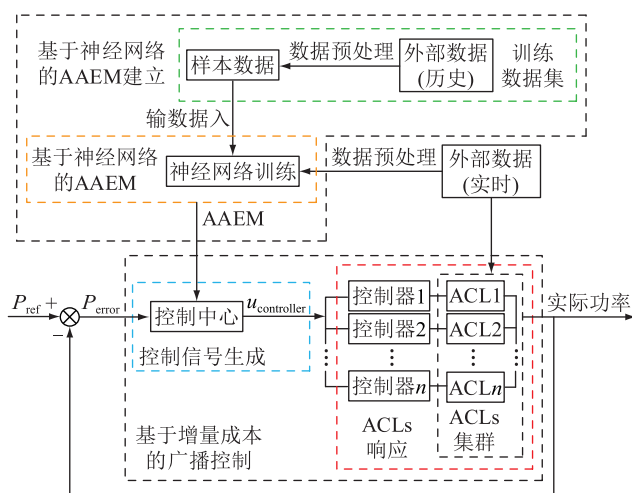 基于神经网络
的AAEM建立
样本数据
数据预处理
外部数据
(历史)
训练
数据集
输数据入
基于神经网络
的AAEM
神经网络训练
数据预处理
外部数据
(实时)
AAEM
P_ref
+
−
P_error
控制中心
u_controller
控制信号生成
控制器1
ACL1
控制器2
ACL2
⋮ ⋮ ⋮ ⋮
控制器n
ACLn
实际功率
ACLs
响应
ACLs
集群
基于增量成本
的广播控制